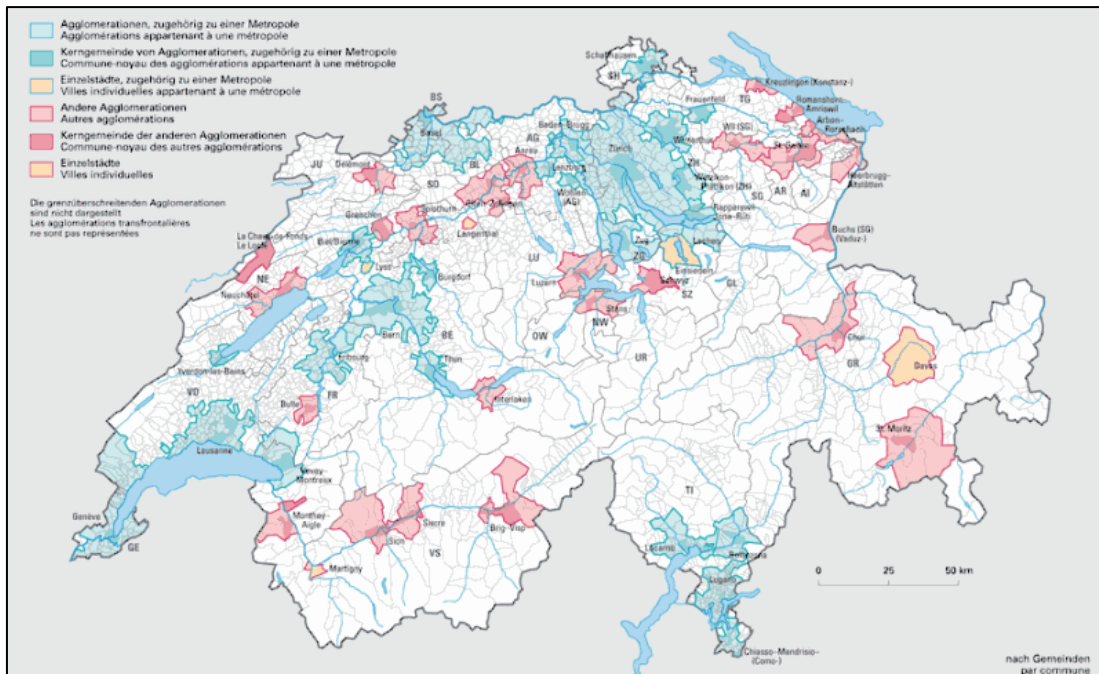 Agglomerationen, zugehörig zu einer Metropole
Agglomérations appartenant à une métropole
Kerngemeinde von Agglomerationen, zugehörig zu einer Metropole
Commune-noyau des agglomérations appartenant à une métropole
Einzelstädte, zugehörig zu einer Metropole
Villes individuelles appartenant à une métropole
Andere Agglomerationen
Autres agglomérations
Kerngemeinde der anderen Agglomerationen
Commune-noyau des autres agglomérations
Einzelstädte
Villes individuelles
Die grenzüberschreitenden Agglomerationen
sind nicht dargestellt
Les agglomérations transfrontalières
ne sont pas représentées
Schaffhausen
SH
Kreuzlingen (Konstanz-)
TG
Frauenfeld
Romanshorn-
Amriswil
Arbon-
Rorschach
BS
Basel
BL
Baden-Brugg
AG
Aarau
Winterthur
Zürich
ZH
Wil (SG)
St. Gallen
Heerbrugg-
Altstätten
JU
Delémont
SO
Lenzburg
Wohlen
(AG)
Wetzikon-
Pfäffikon (ZH)
SG
AR
AI
Rapperswil-
Jona-Rüti
Buchs (SG)
(Vaduz-)
Grenchen
Solothurn
Olten-Zofingen
Langenthal
La Chaux-de-Fonds-
Le Locle
Biel/Bienne
Lyss
Burgdorf
LU
Zug
ZG
Lachen
Einsiedeln
GL
NE
Neuchâtel
Luzern
Schwyz
SZ
Stans
NW
OW
UR
Bern
BE
Fribourg
Thun
Chur
GR
Davos
Yverdon-les-Bains
VD
FR
Bulle
Interlaken
St. Moritz
Lausanne
Vevey-
Montreux
TI
Genève
GE
Monthey-
Aigle
Sierre
Sion
Brig-Visp
VS
Martigny
Locarno
Bellinzona
Lugano
0 25 50 km
Chiasso-Mendrisio-
(Como-)
nach Gemeinden
par commune